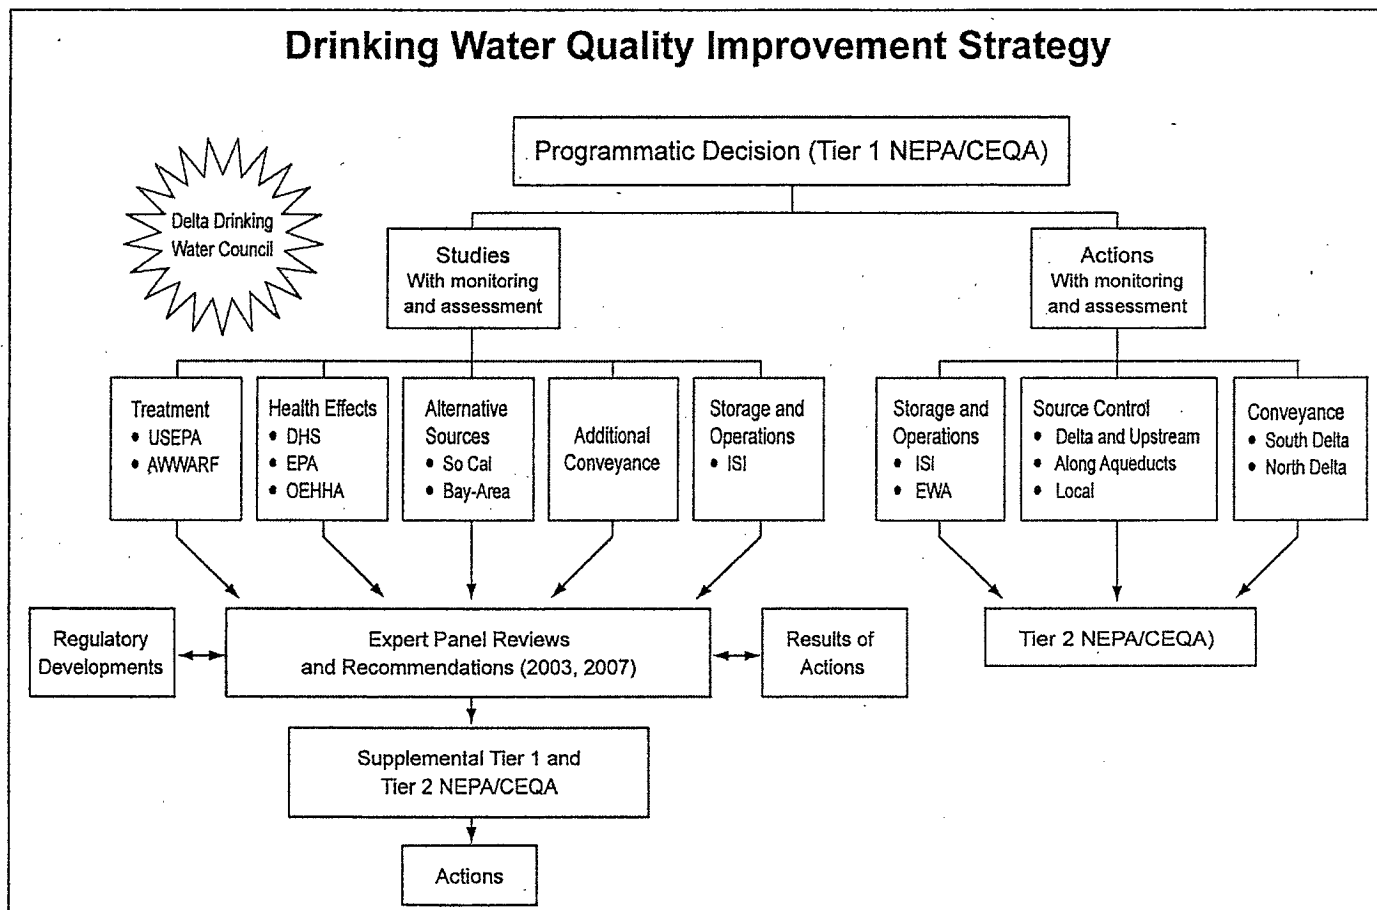 Drinking Water Quality Improvement Strategy
Programmatic Decision (Tier 1 NEPA/CEQA)
Delta Drinking
Water Council
Studies
With monitoring
and assessment
Actions
With monitoring
and assessment
Treatment
• USEPA
• AWWARF
Health Effects
• DHS
• EPA
• OEHHA
Alternative
Sources
• So Cal
• Bay-Area
Additional
Conveyance
Storage and
Operations
• ISI
Storage and
Operations
• ISI
• EWA
Source Control
• Delta and Upstream
• Along Aqueducts
• Local
Conveyance
• South Delta
• North Delta
Regulatory
Developments
Expert Panel Reviews
and Recommendations (2003, 2007)
Results of
Actions
Tier 2 NEPA/CEQA)
Supplemental Tier 1 and
Tier 2 NEPA/CEQA
Actions